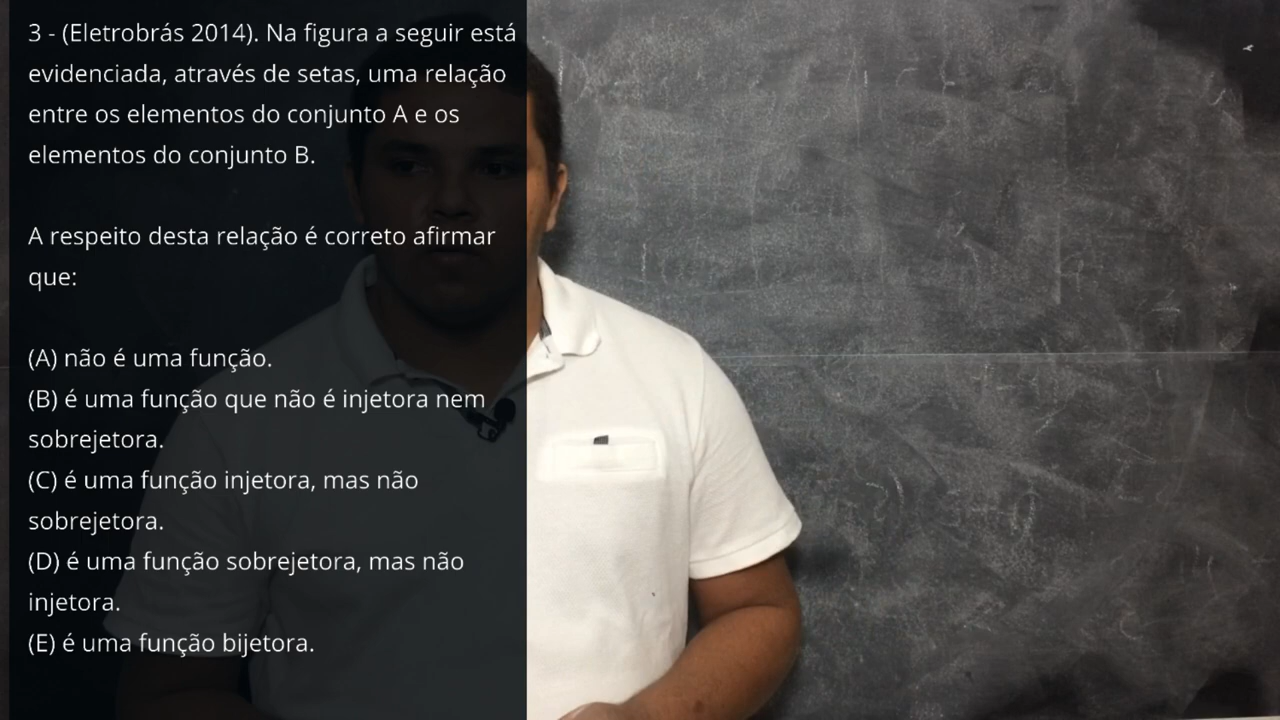 3 - (Eletrobrás 2014). Na figura a seguir está
evidenciada, através de setas, uma relação
entre os elementos do conjunto A e os
elementos do conjunto B.
A respeito desta relação é correto afirmar
que:
(A) não é uma função.
(B) é uma função que não é injetora nem
sobrejetora.
(C) é uma função injetora, mas não
sobrejetora.
(D) é uma função sobrejetora, mas não
injetora.
(E) é uma função bijetora.